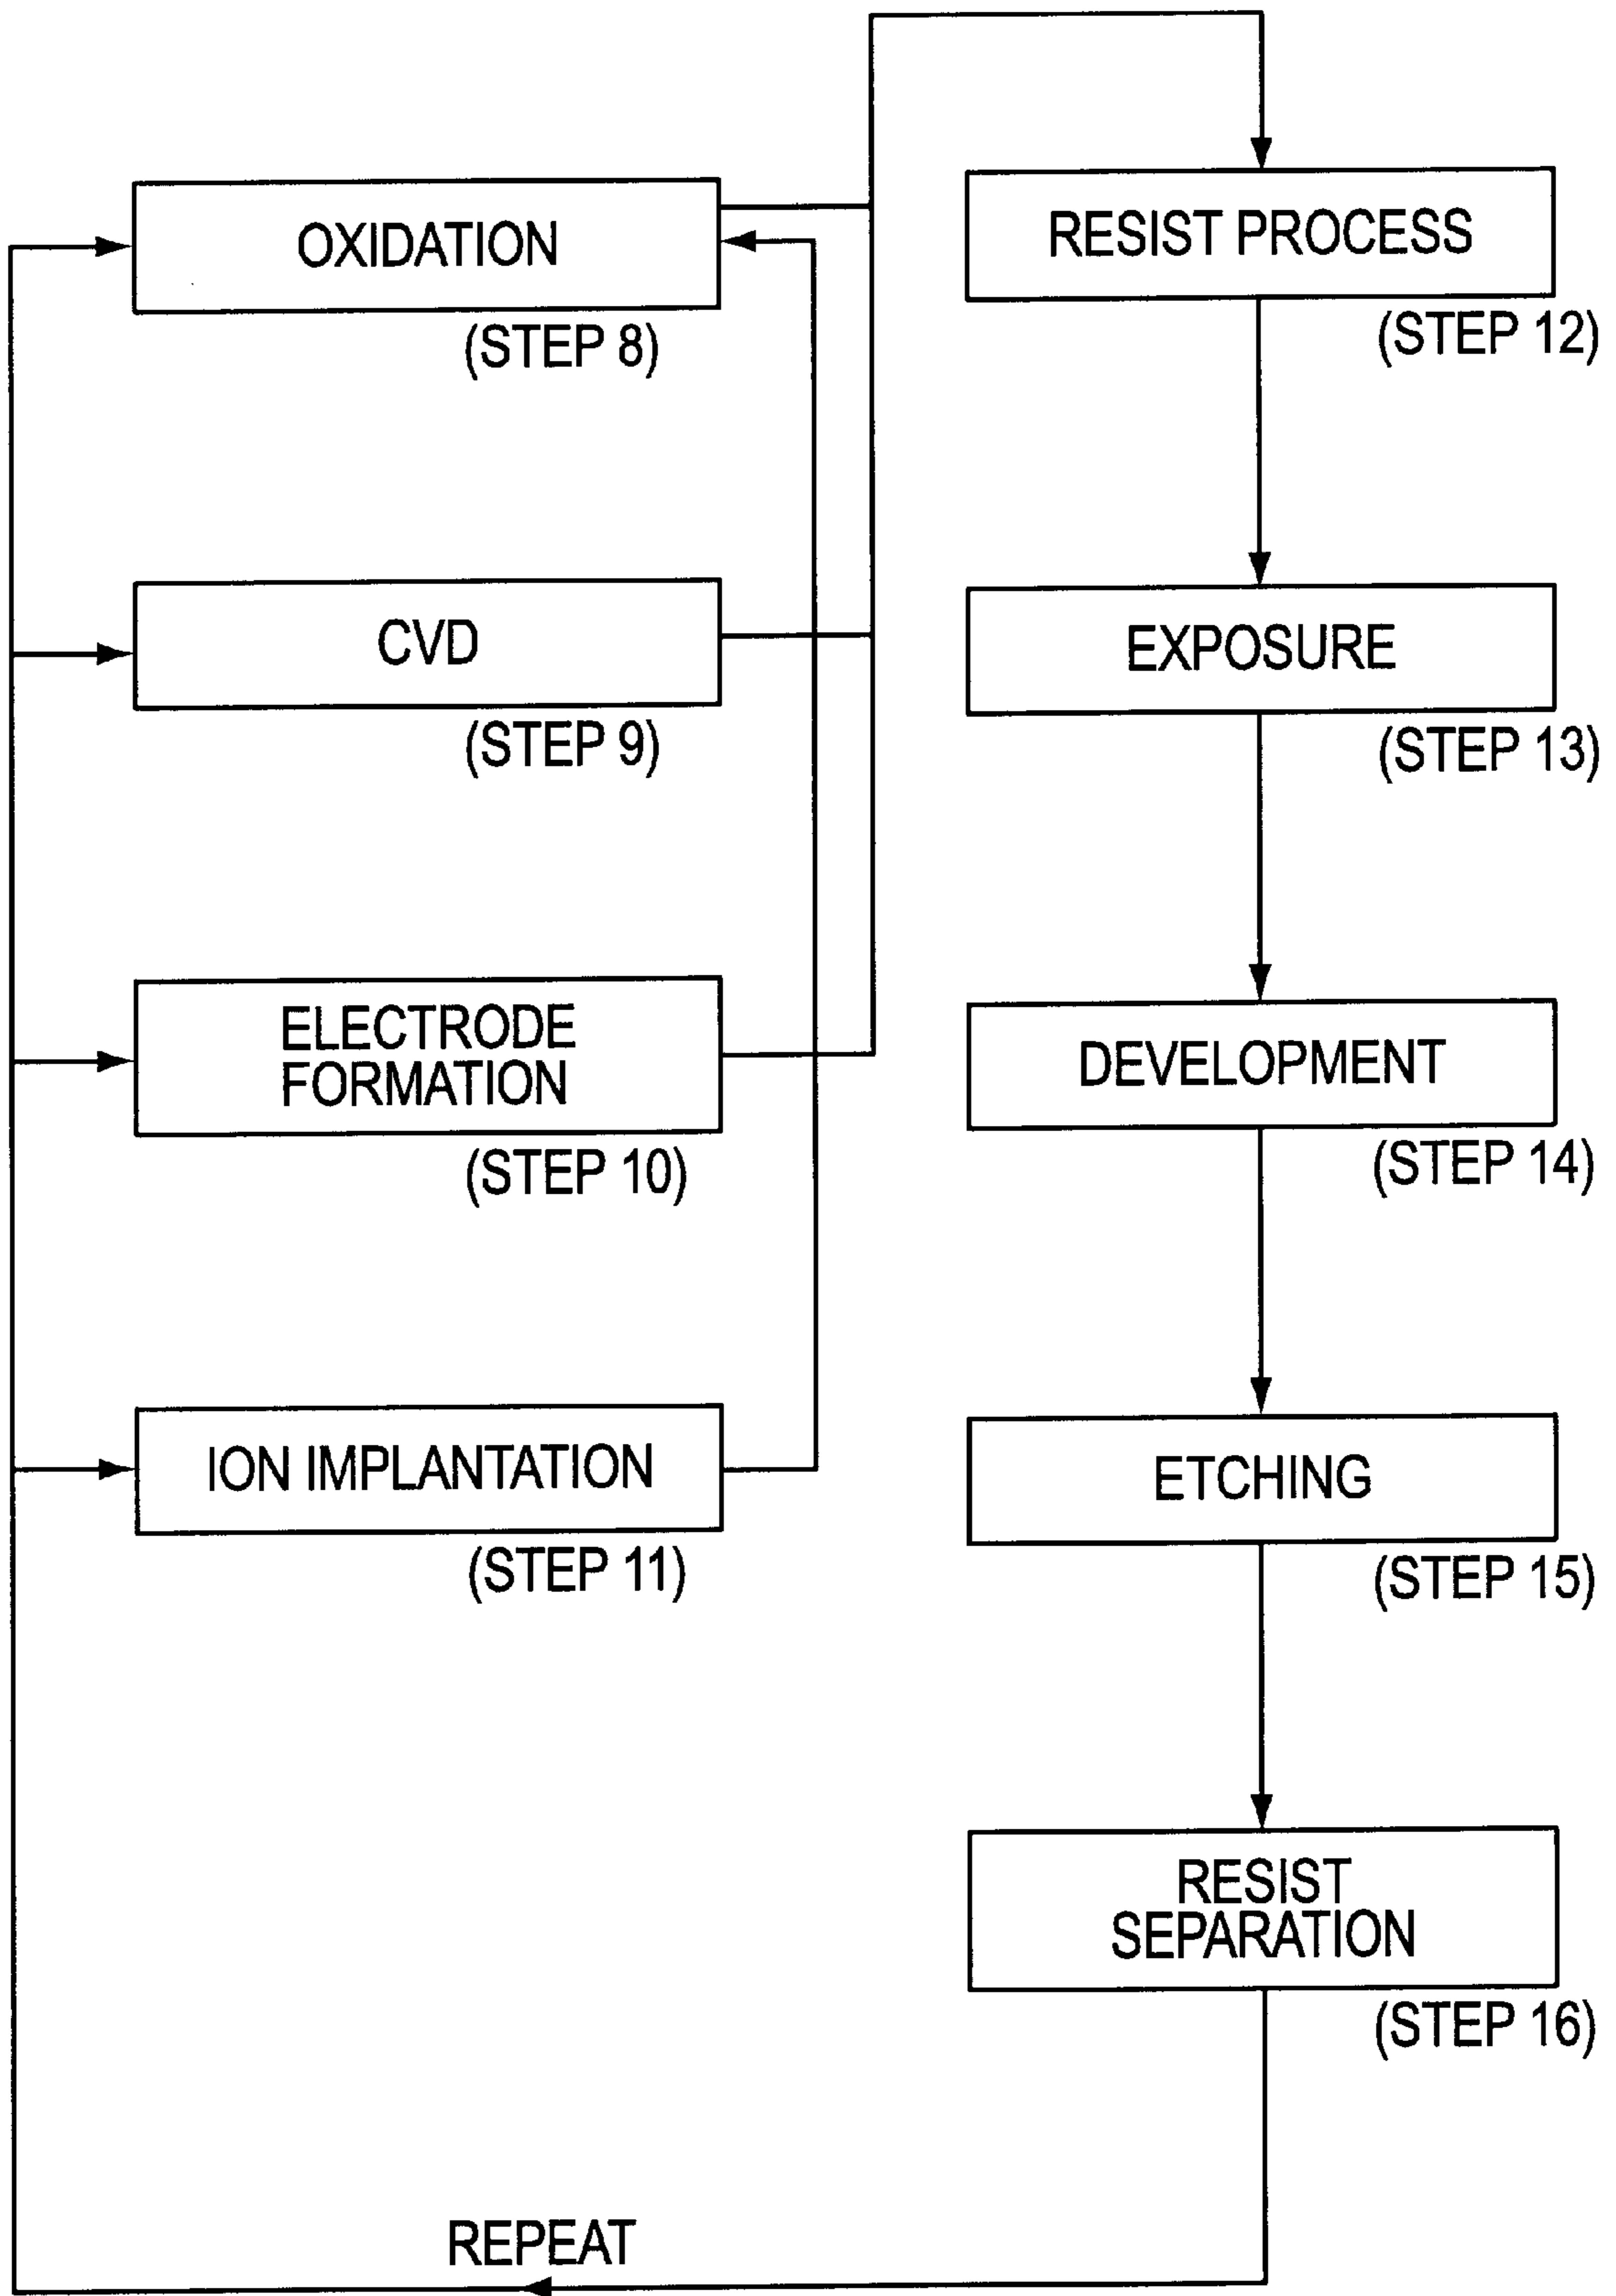 OXIDATION
(STEP 8)
CVD
(STEP 9)
ELECTRODE
FORMATION
(STEP 10)
ION IMPLANTATION
(STEP 11)
RESIST PROCESS
(STEP 12)
EXPOSURE
(STEP 13)
DEVELOPMENT
(STEP 14)
ETCHING
(STEP 15)
RESIST
SEPARATION
(STEP 16)
REPEAT